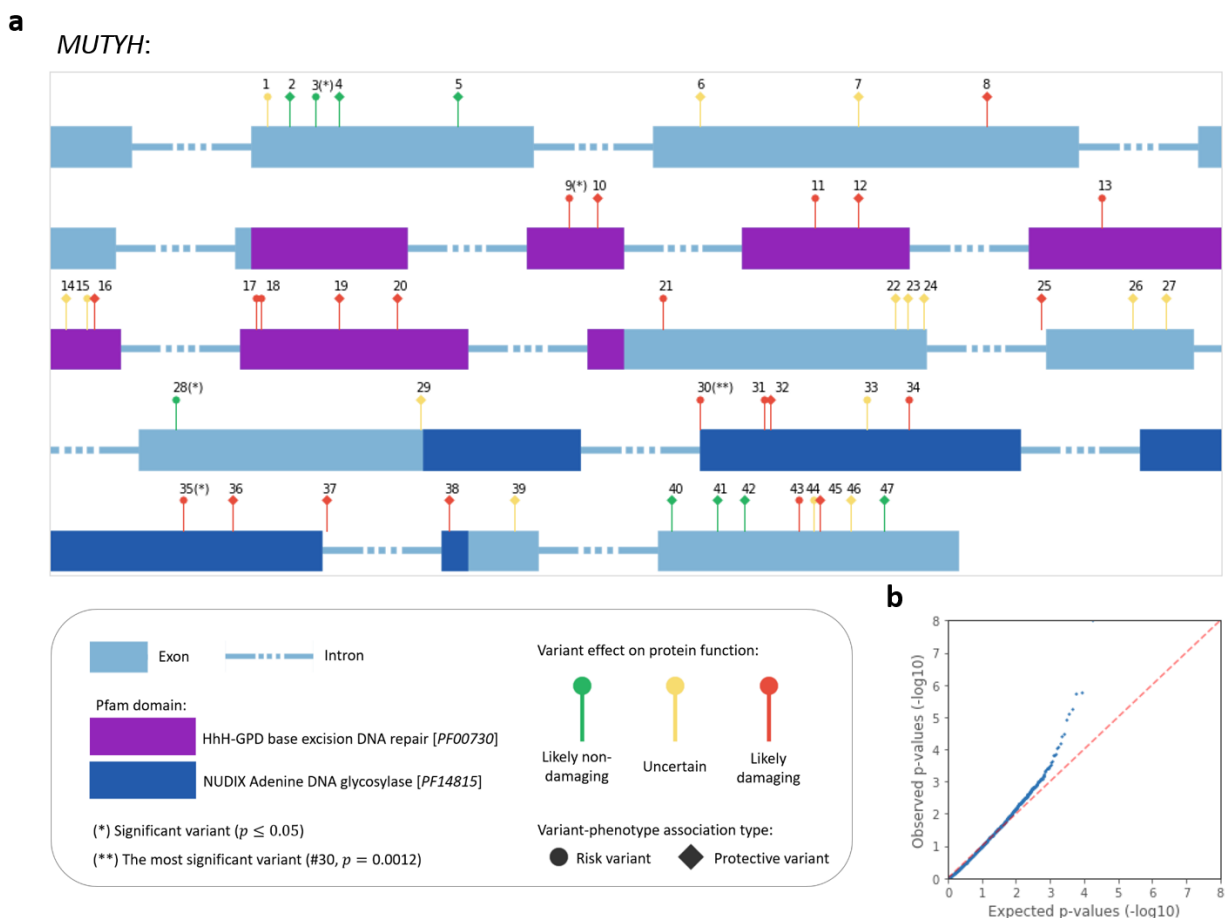 a
MUTYH:
1 2 3(*) 4 5 6 7 8
9(*) 10 11 12 13
14 15 16 17 18 19 20 21 22 23 24 25 26 27
28(*) 29 30(**) 31 32 33 34
35(*) 36 37 38 39 40 41 42 43 44 45 46 47
Exon Intron
Pfam domain:
HhH-GPD base excision DNA repair [PF00730]
NUDIX Adenine DNA glycosylase [PF14815]
(*) Significant variant (p ≤ 0.05)
(**) The most significant variant (#30, p = 0.0012)
Variant effect on protein function:
Likely non-
damaging
Uncertain
Likely
damaging
Variant-phenotype association type:
Risk variant Protective variant
b
Observed p-values (-log10)
8
7
6
5
4
3
2
1
0
0 1 2 3 4 5 6 7 8
Expected p-values (-log10)